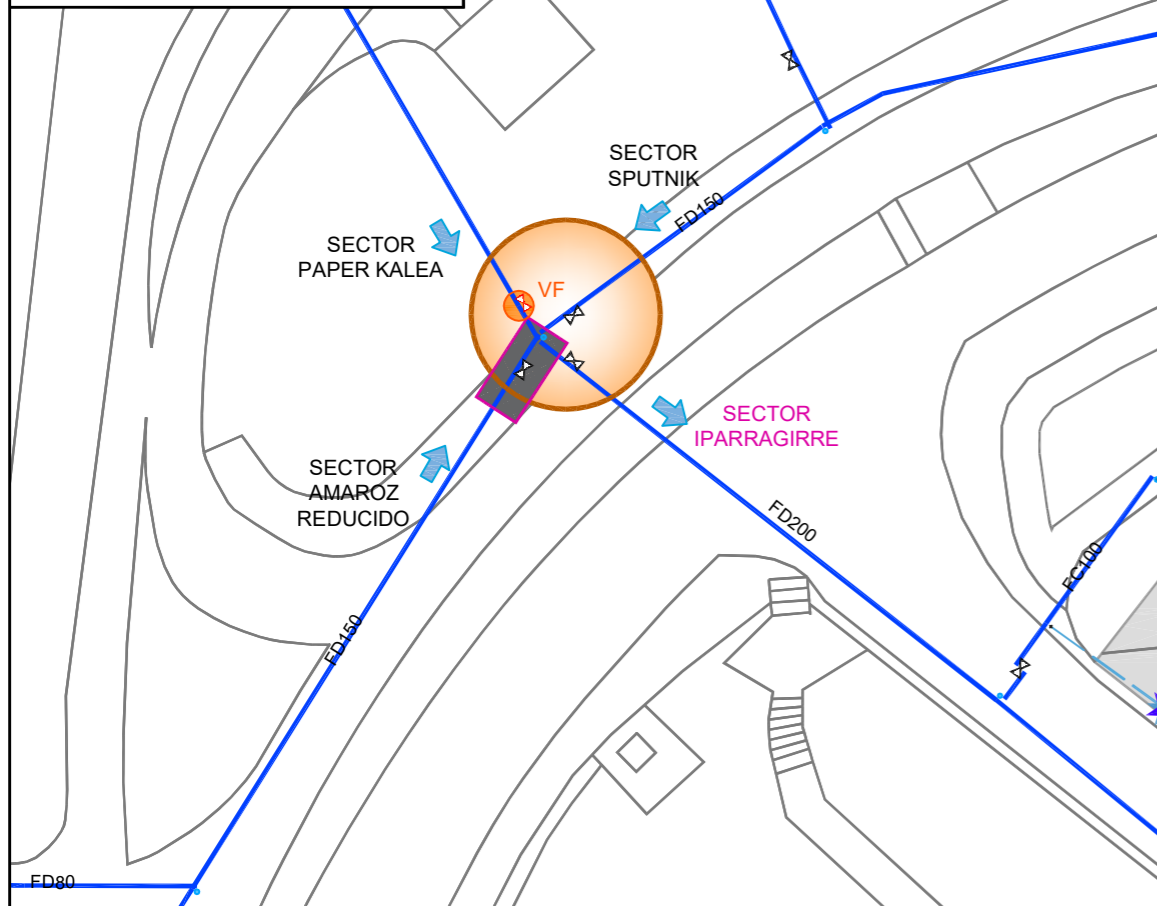 SECTOR
SPUTNIK
FD150
SECTOR
PAPER KALEA
VF
SECTOR
IPARRAGIRRE
SECTOR
AMAROZ
REDUCIDO
FD200
FC100
FD150
FD80